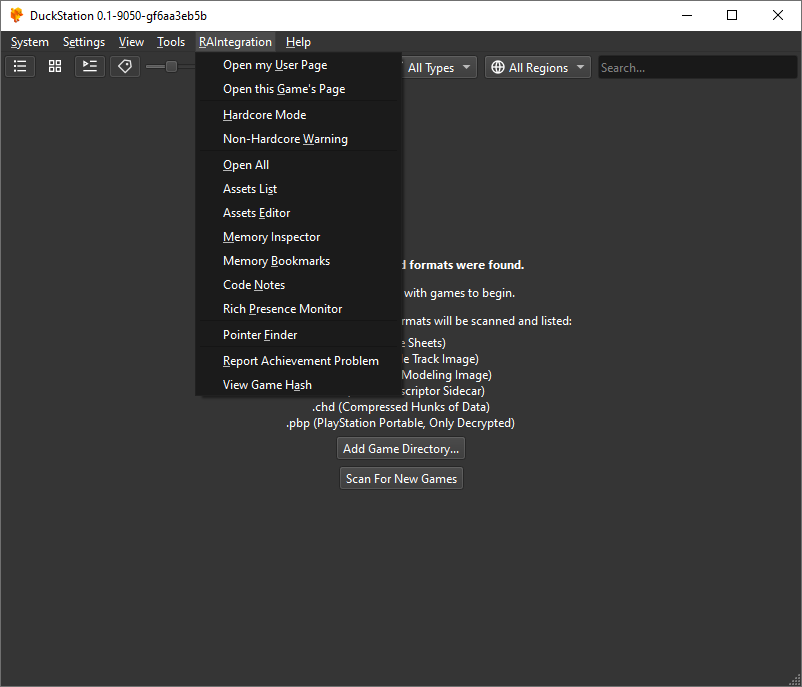 DuckStation 0.1-9050-gf6aa3eb5b
System Settings View Tools RAIntegration Help
All Types All Regions Search...
Open my User Page
Open this Game's Page
Hardcore Mode
Non-Hardcore Warning
Open All
Assets List
Assets Editor
Memory Inspector
Memory Bookmarks
Code Notes
Rich Presence Monitor
Pointer Finder
Report Achievement Problem
View Game Hash
formats were found.
with games to begin.
will be scanned and listed:
Sheets)
Track Image)
Modeling Image)
Sidecar)
.chd (Compressed Hunks of Data)
.pbp (PlayStation Portable, Only Decrypted)
Add Game Directory...
Scan For New Games